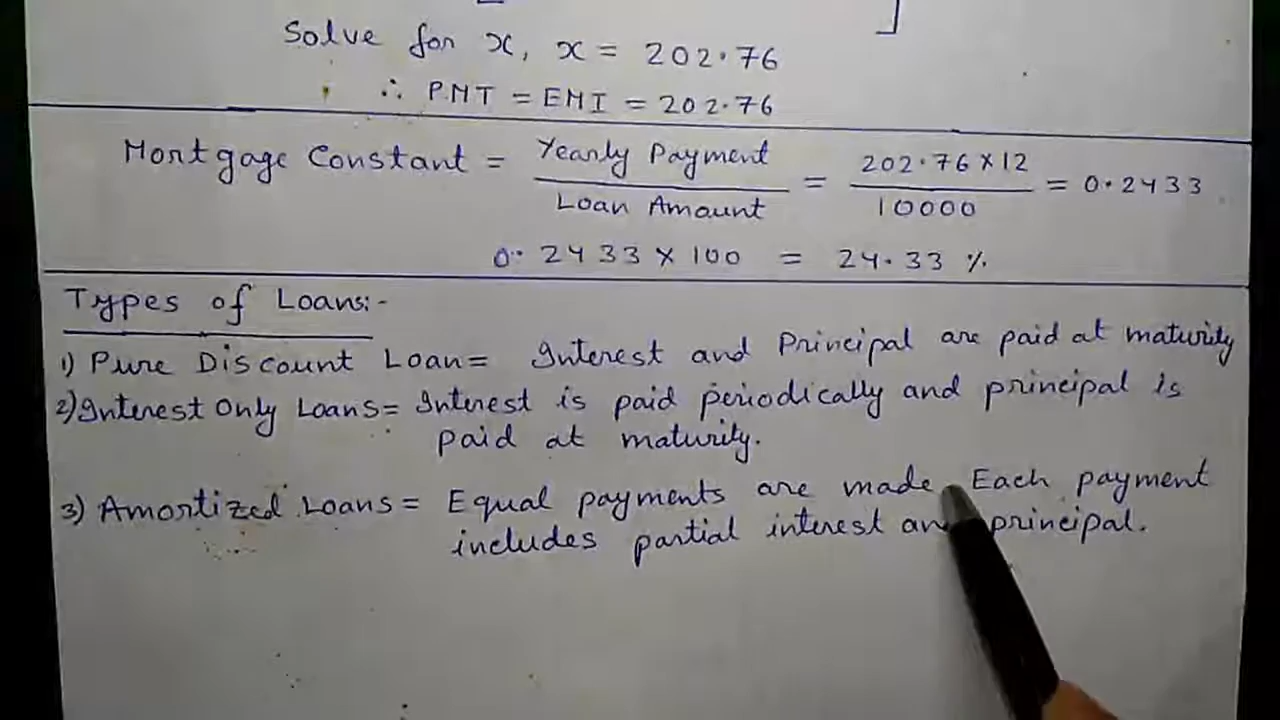 Solve for x, x = 202.76
∴ PMT = EMI = 202.76
Mortgage Constant = Yearly Payment / Loan Amount = 202.76 X 12 / 10000 = 0.2433
0.2433 X 100 = 24.33 %
Types of Loans:-
1) Pure Discount Loan = Interest and Principal are paid at maturity
2) Interest Only Loans = Interest is paid periodically and principal is
paid at maturity.
3) Amortized Loans = Equal payments are made Each payment
includes partial interest and principal.